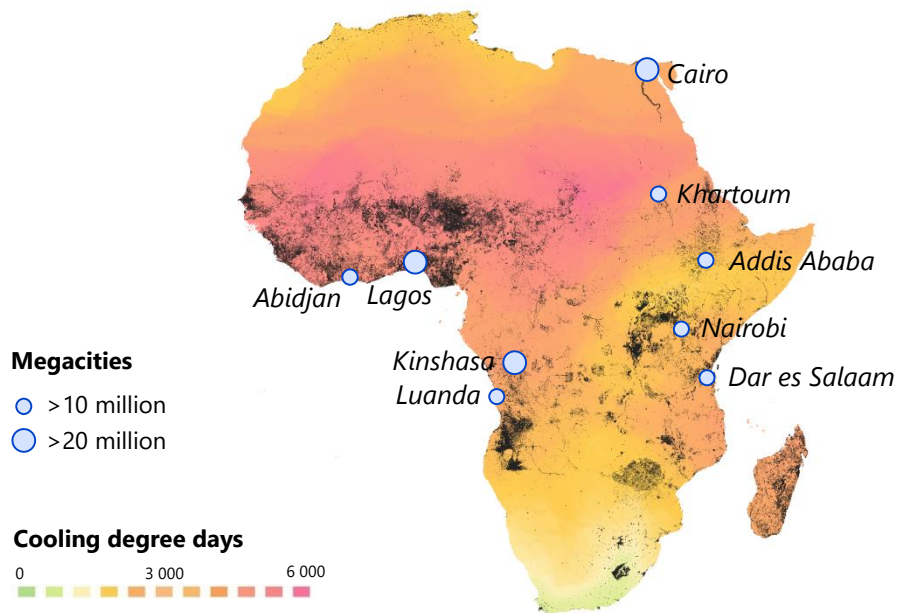 Cairo
Khartoum
Addis Ababa
Abidjan
Lagos
Nairobi
Kinshasa
Dar es Salaam
Luanda
Megacities
>10 million
>20 million
Cooling degree days
0 3 000 6 000